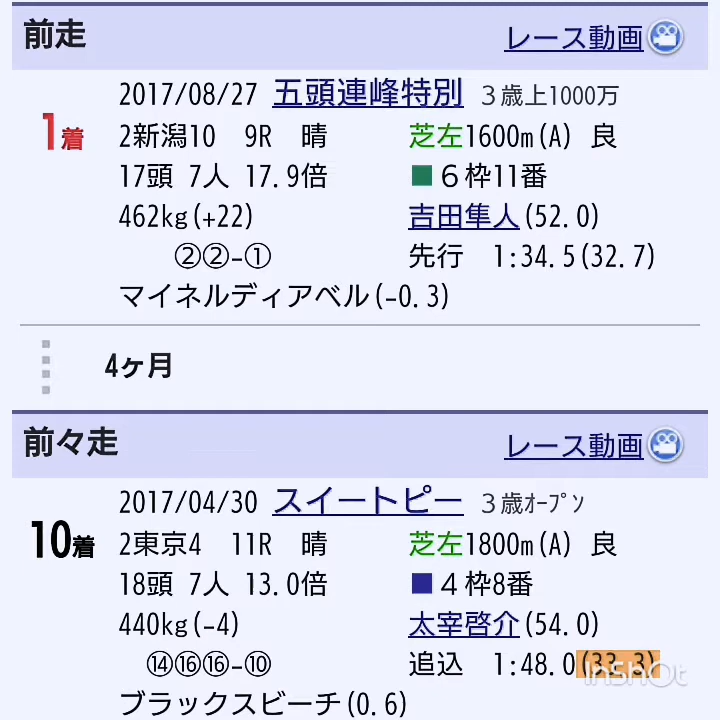 前走 レース動画
2017/08/27 五頭連峰特別 3歳上1000万
1着 2新潟10 9R 晴 芝左1600m(A) 良
17頭 7人 17.9倍 6枠11番
462kg(+22) 吉田隼人(52.0)
②②-① 先行 1:34.5(32.7)
マイネルディアベル(-0.3)
4ヶ月
前々走 レース動画
2017/04/30 スイートピー 3歳オープン
10着 2東京4 11R 晴 芝左1800m(A) 良
18頭 7人 13.0倍 4枠8番
440kg(-4) 太宰啓介(54.0)
⑭⑯⑯-⑩ 追込 1:48.0(33.3)
InShOt
ブラックスビーチ(0.6)